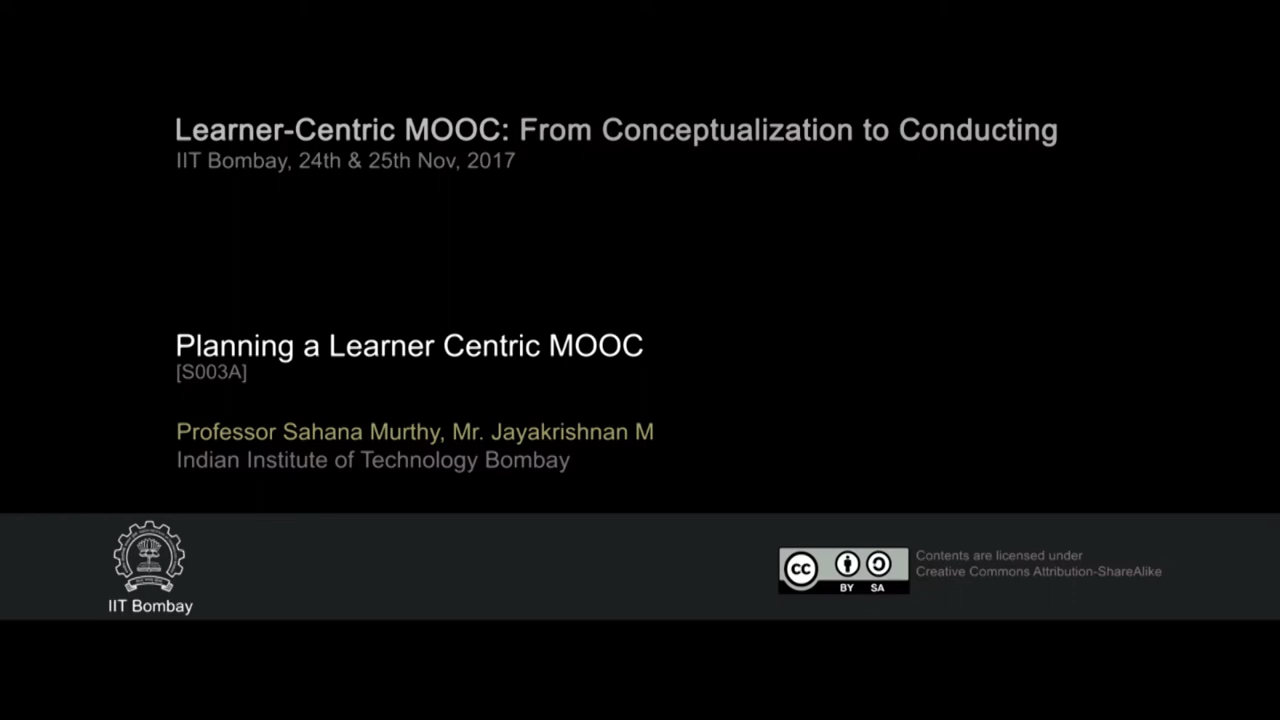 Learner-Centric MOOC: From Conceptualization to Conducting
IIT Bombay, 24th & 25th Nov, 2017
Planning a Learner Centric MOOC
[S003A]
Professor Sahana Murthy, Mr. Jayakrishnan M
Indian Institute of Technology Bombay
IIT Bombay
cc
BY SA
Contents are licensed under
Creative Commons Attribution-ShareAlike